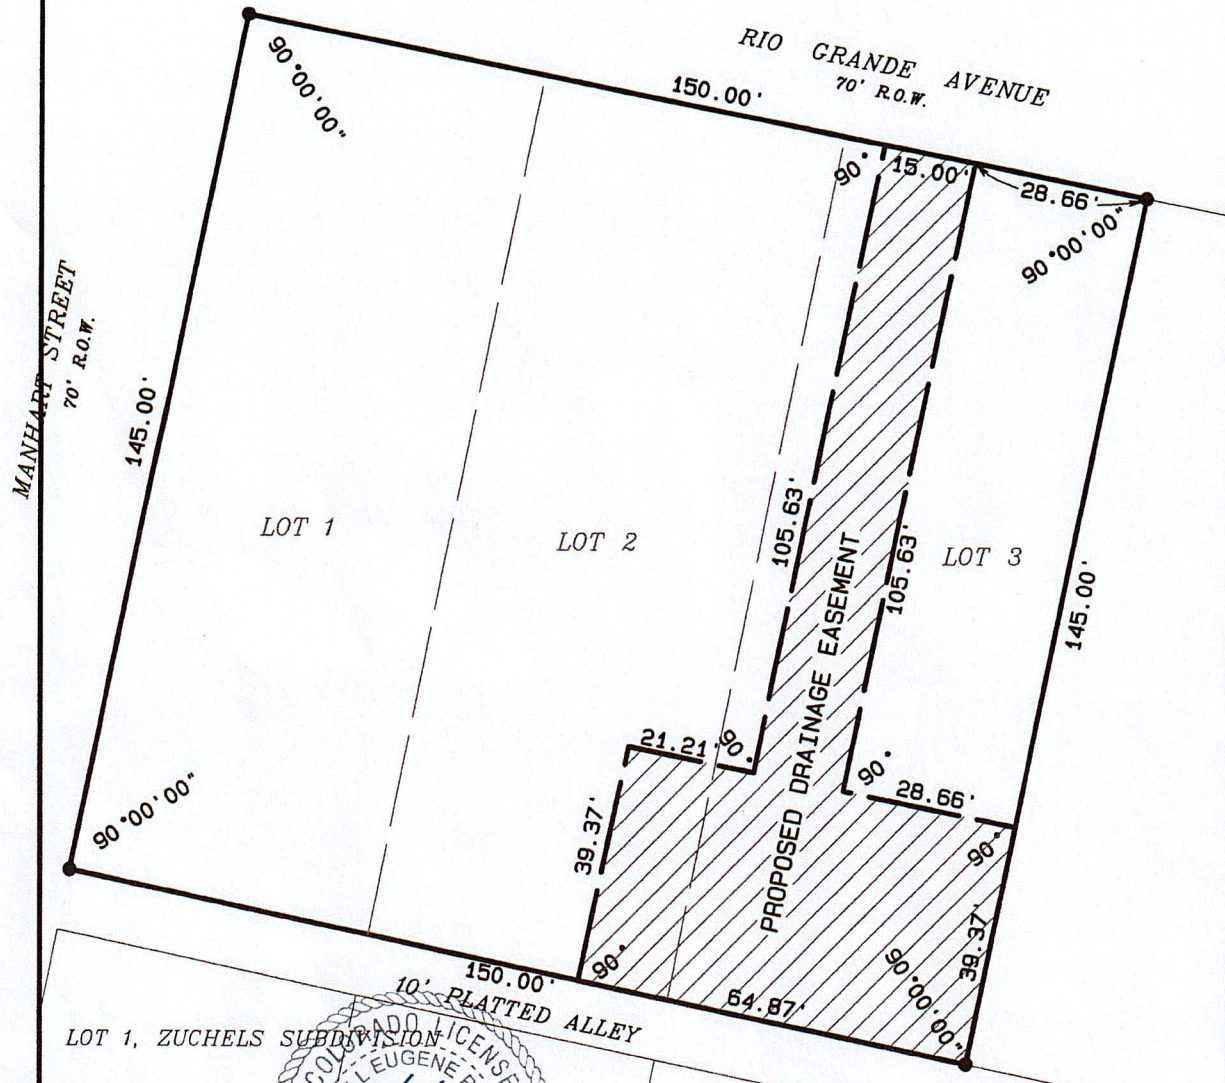 RIO GRANDE AVENUE
70' R.O.W.
150.00'
90°00'00"
90°
15.00'
28.66'
90°00'00"
MANHART STREET
70' R.O.W.
145.00'
LOT 1
LOT 2
105.63'
105.63'
LOT 3
145.00'
PROPOSED DRAINAGE EASEMENT
21.21'
90°
90°
28.66'
90°
39.37'
39.37'
90°00'00"
90°
90°00'00"
150.00'
64.87'
10' PLATTED ALLEY
LOT 1, ZUCHELS SUBDIVISION
COLORADO LICENSE
EUGENE